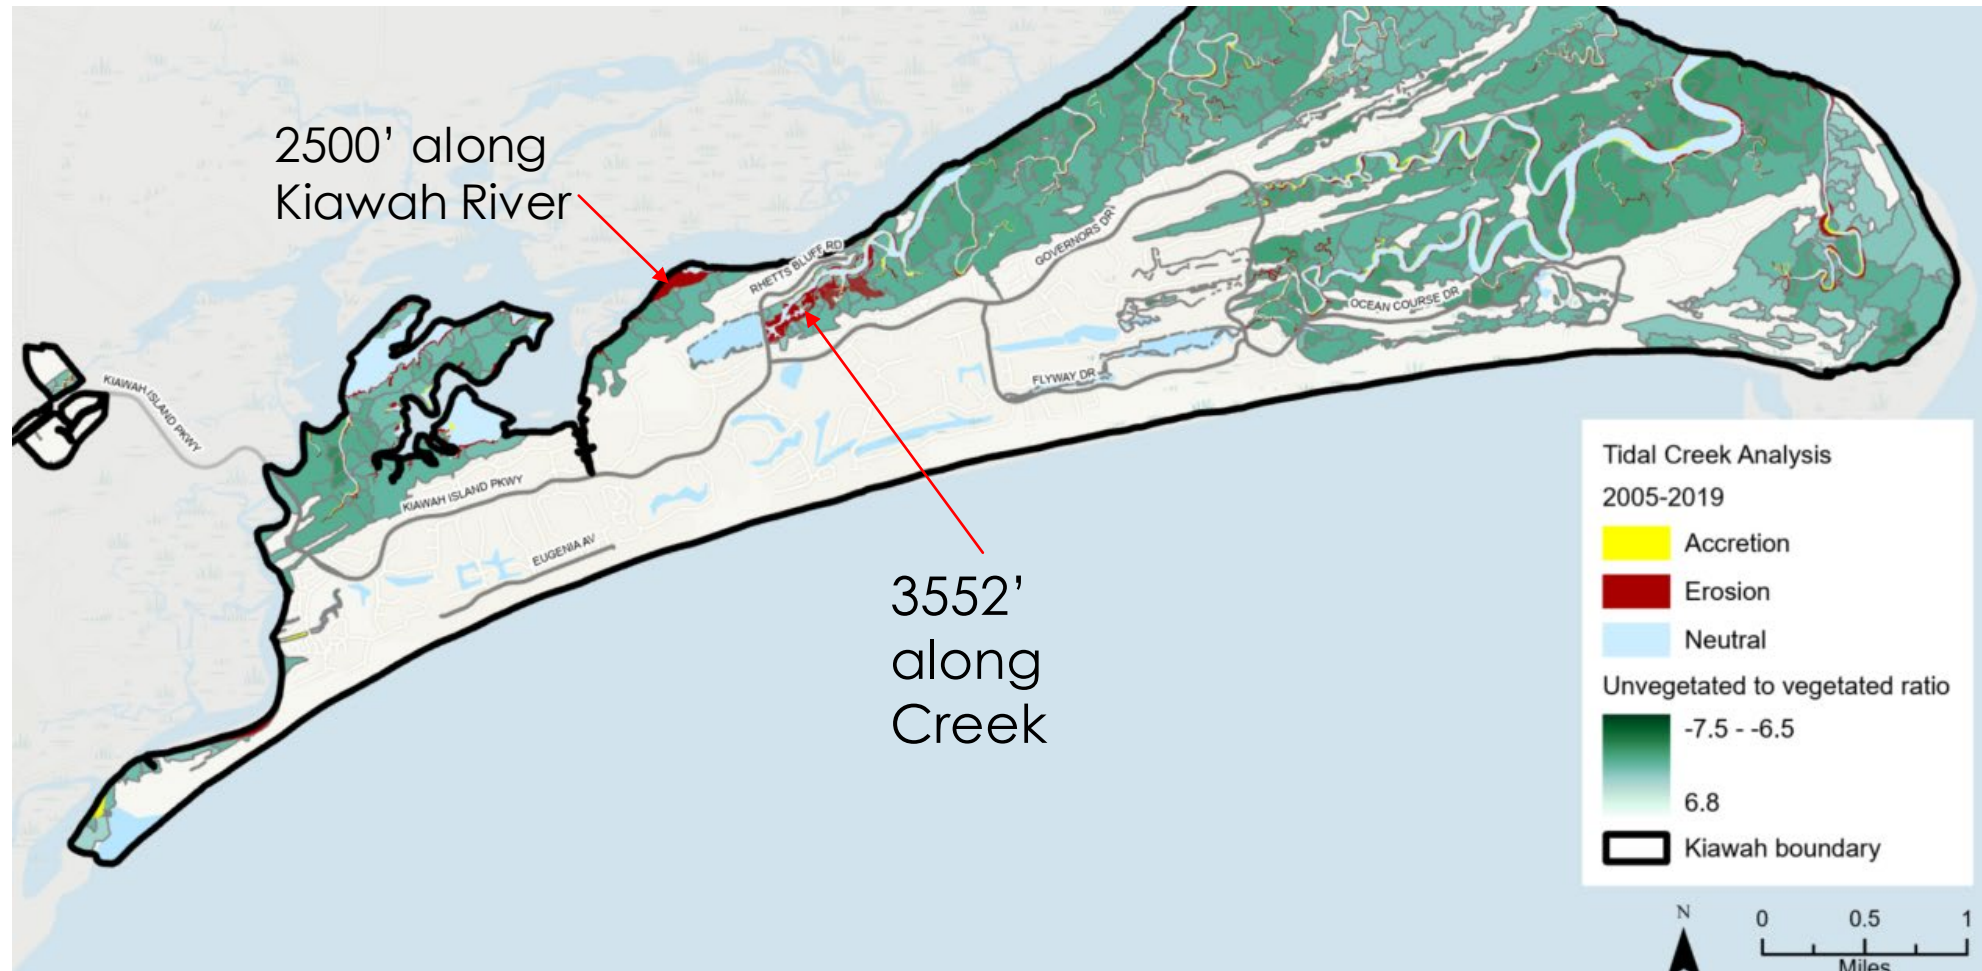 2500’ along
Kiawah River
RHETTS BLUFF RD
GOVERNORS DR
OCEAN COURSE DR
FLYWAY DR
KIAWAH ISLAND PKWY
KIAWAH ISLAND PKWY
EUGENIA AV
3552’
along
Creek
Tidal Creek Analysis
2005-2019
Accretion
Erosion
Neutral
Unvegetated to vegetated ratio
-7.5 - -6.5
6.8
Kiawah boundary
N
0 0.5 1
Miles